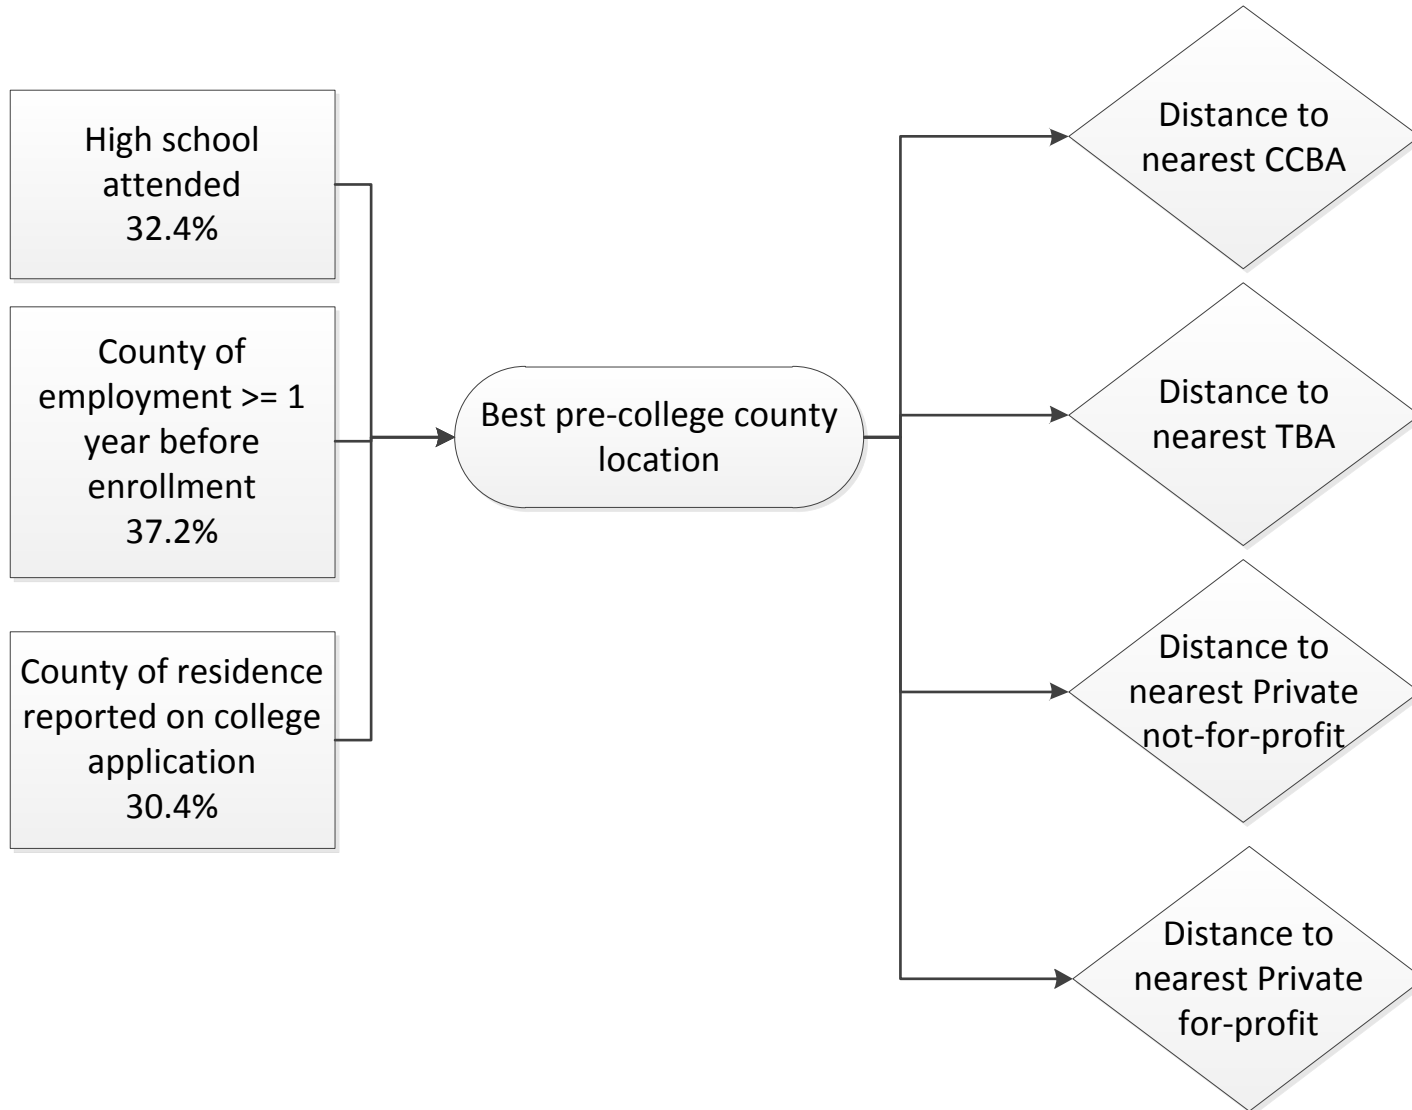 High school
attended
32.4%
County of
employment >= 1
year before
enrollment
37.2%
County of residence
reported on college
application
30.4%
Best pre-college county
location
Distance to
nearest CCBA
Distance to
nearest TBA
Distance to
nearest Private
not-for-profit
Distance to
nearest Private
for-profit